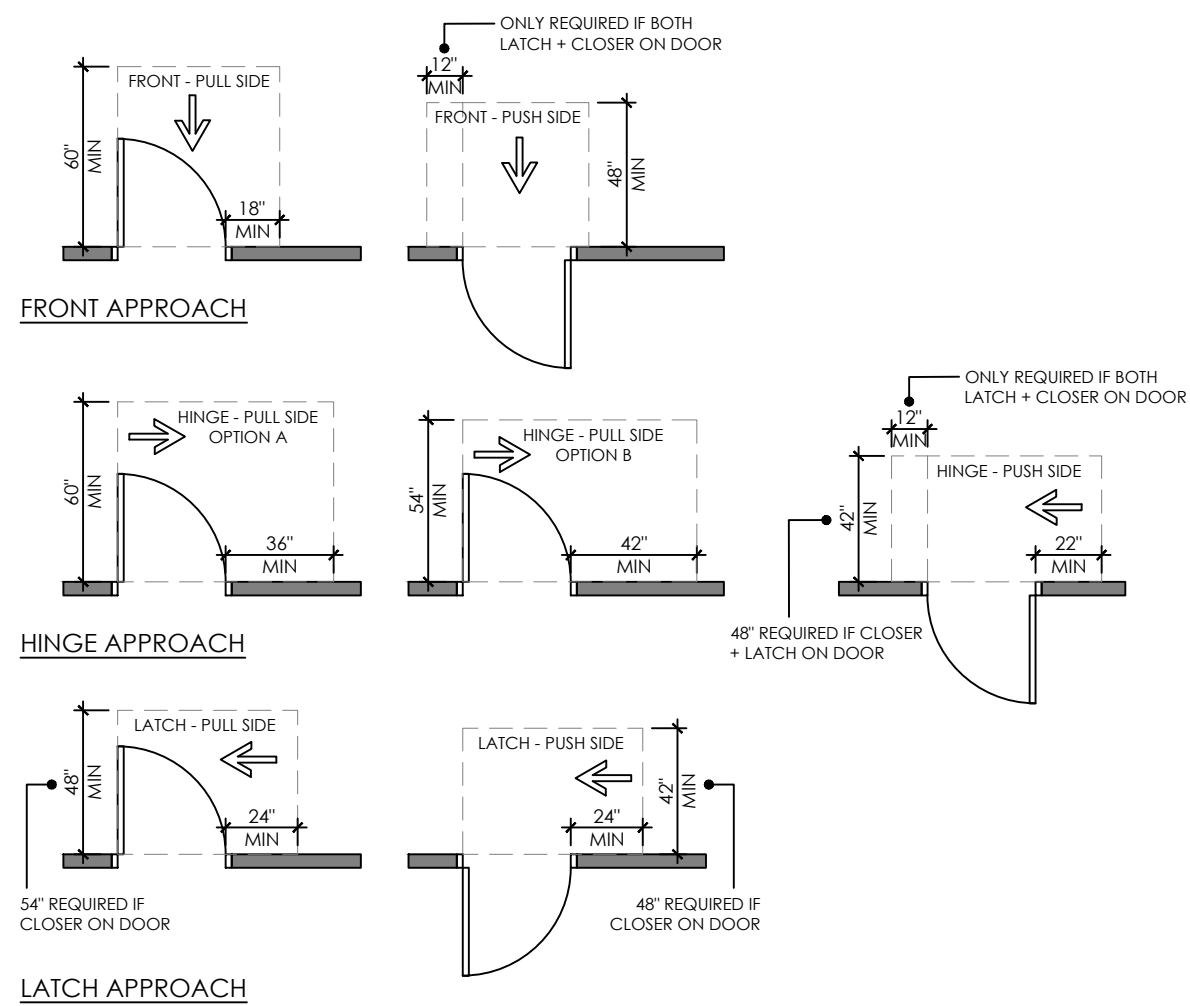 ONLY REQUIRED IF BOTH
LATCH + CLOSER ON DOOR
FRONT - PULL SIDE
60"
MIN
18"
MIN
12"
MIN
FRONT - PUSH SIDE
48"
MIN
FRONT APPROACH
HINGE - PULL SIDE
OPTION A
60"
MIN
36"
MIN
HINGE - PULL SIDE
OPTION B
54"
MIN
42"
MIN
ONLY REQUIRED IF BOTH
LATCH + CLOSER ON DOOR
12"
MIN
HINGE - PUSH SIDE
42"
MIN
22"
MIN
48" REQUIRED IF CLOSER
+ LATCH ON DOOR
HINGE APPROACH
LATCH - PULL SIDE
48"
MIN
24"
MIN
54" REQUIRED IF
CLOSER ON DOOR
LATCH - PUSH SIDE
24"
MIN
42"
MIN
48" REQUIRED IF
CLOSER ON DOOR
LATCH APPROACH